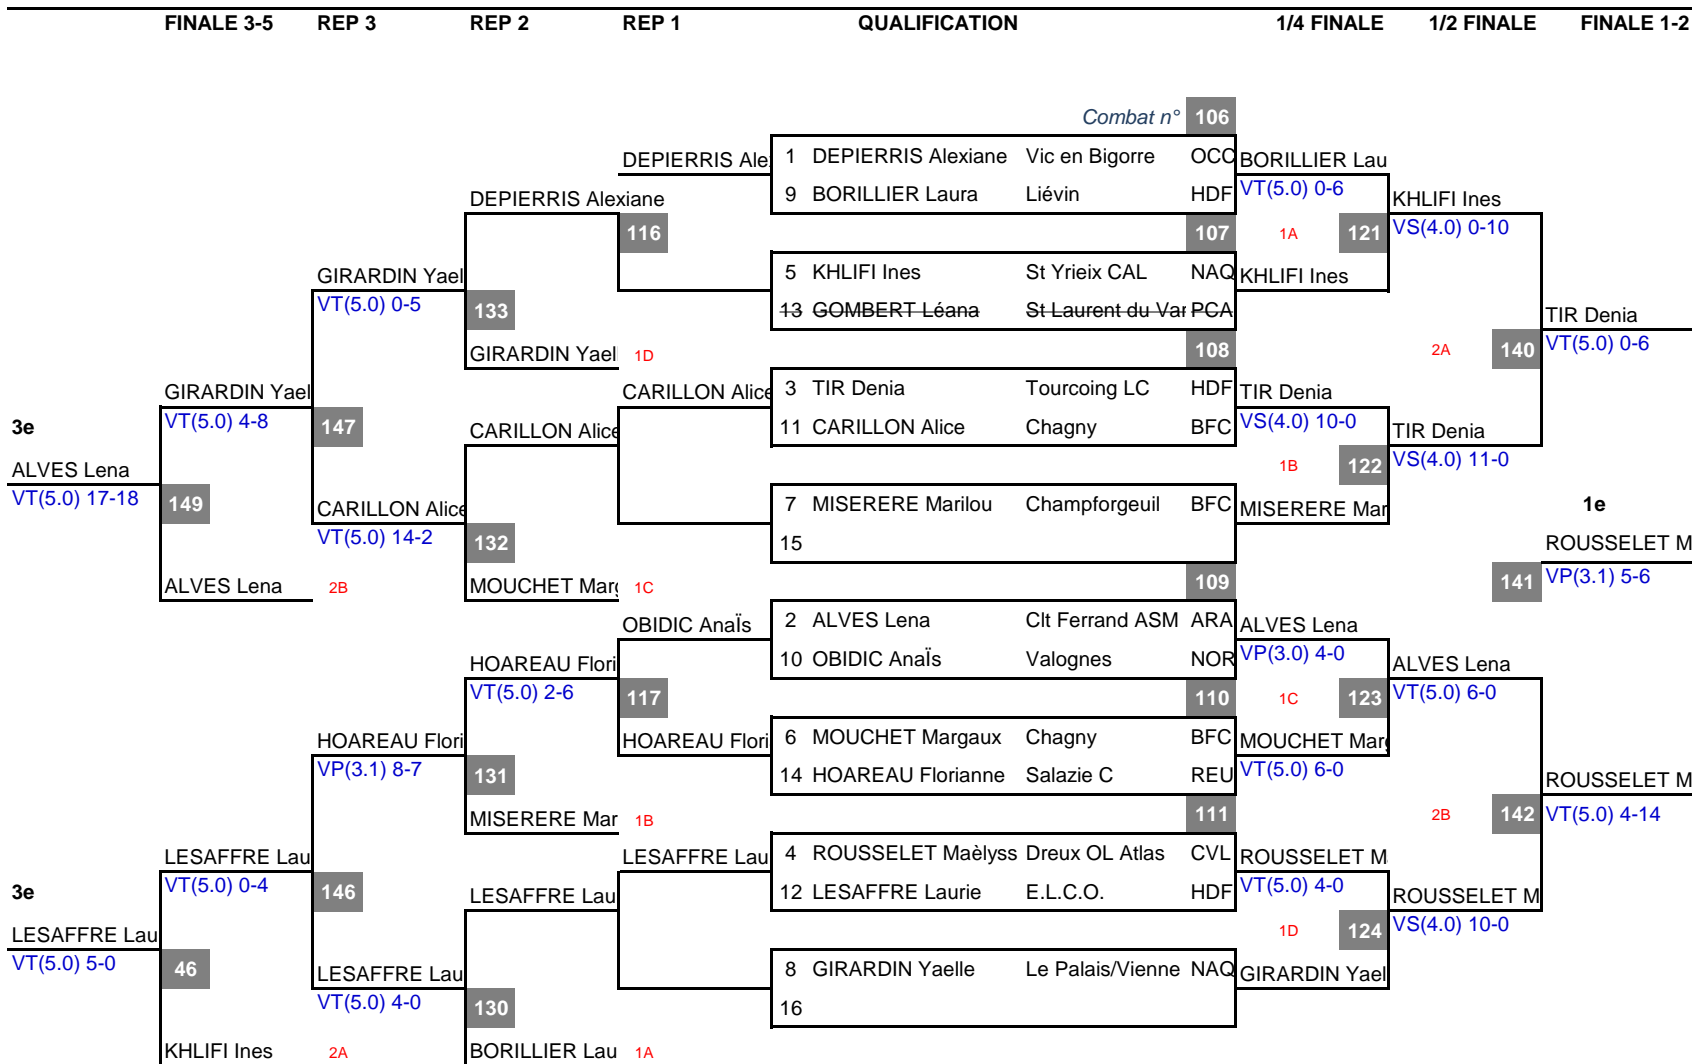 FINALE 3-5 REP 3 REP 2 REP 1 QUALIFICATION 1/4 FINALE 1/2 FINALE FINALE 1-2
Combat n° 106
DEPIERRIS Ale 1 DEPIERRIS Alexiane Vic en Bigorre OCC BORILLIER Lau
DEPIERRIS Alexiane 9 BORILLIER Laura Liévin HDF VT(5.0) 0-6 KHLIFI Ines
116 107 1A 121 VS(4.0) 0-10
GIRARDIN Yael 5 KHLIFI Ines St Yrieix CAL NAQ KHLIFI Ines
VT(5.0) 0-5 133 13 GOMBERT Léana St Laurent du Var PCA TIR Denia
GIRARDIN Yael 1D 108 2A 140 VT(5.0) 0-6
GIRARDIN Yael CARILLON Alice 3 TIR Denia Tourcoing LC HDF TIR Denia
3e VT(5.0) 4-8 147 CARILLON Alice 11 CARILLON Alice Chagny BFC VS(4.0) 10-0 TIR Denia
ALVES Lena 1B 122 VS(4.0) 11-0
VT(5.0) 17-18 149 CARILLON Alice 7 MISERERE Marilou Champforgeuil BFC MISERERE Mar 1e
VT(5.0) 14-2 132 15 ROUSSELET M
ALVES Lena 2B MOUCHET Marg 1C 109 141 VP(3.1) 5-6
OBIDIC AnaÏs 2 ALVES Lena Clt Ferrand ASM ARA ALVES Lena
HOAREAU Flori 10 OBIDIC AnaÏs Valognes NOR VP(3.0) 4-0 ALVES Lena
VT(5.0) 2-6 117 110 1C 123 VT(5.0) 6-0
HOAREAU Flori HOAREAU Flori 6 MOUCHET Margaux Chagny BFC MOUCHET Marg
VP(3.1) 8-7 131 14 HOAREAU Florianne Salazie C REU VT(5.0) 6-0 ROUSSELET M
MISERERE Mar 1B 111 2B 142 VT(5.0) 4-14
LESAFFRE Lau LESAFFRE Lau 4 ROUSSELET Maèlyss Dreux OL Atlas CVL ROUSSELET M
3e VT(5.0) 0-4 146 LESAFFRE Lau 12 LESAFFRE Laurie E.L.C.O. HDF VT(5.0) 4-0 ROUSSELET M
LESAFFRE Lau 1D 124 VS(4.0) 10-0
VT(5.0) 5-0 46 LESAFFRE Lau 8 GIRARDIN Yaelle Le Palais/Vienne NAQ GIRARDIN Yael
VT(5.0) 4-0 130 16
KHLIFI Ines 2A BORILLIER Lau 1A